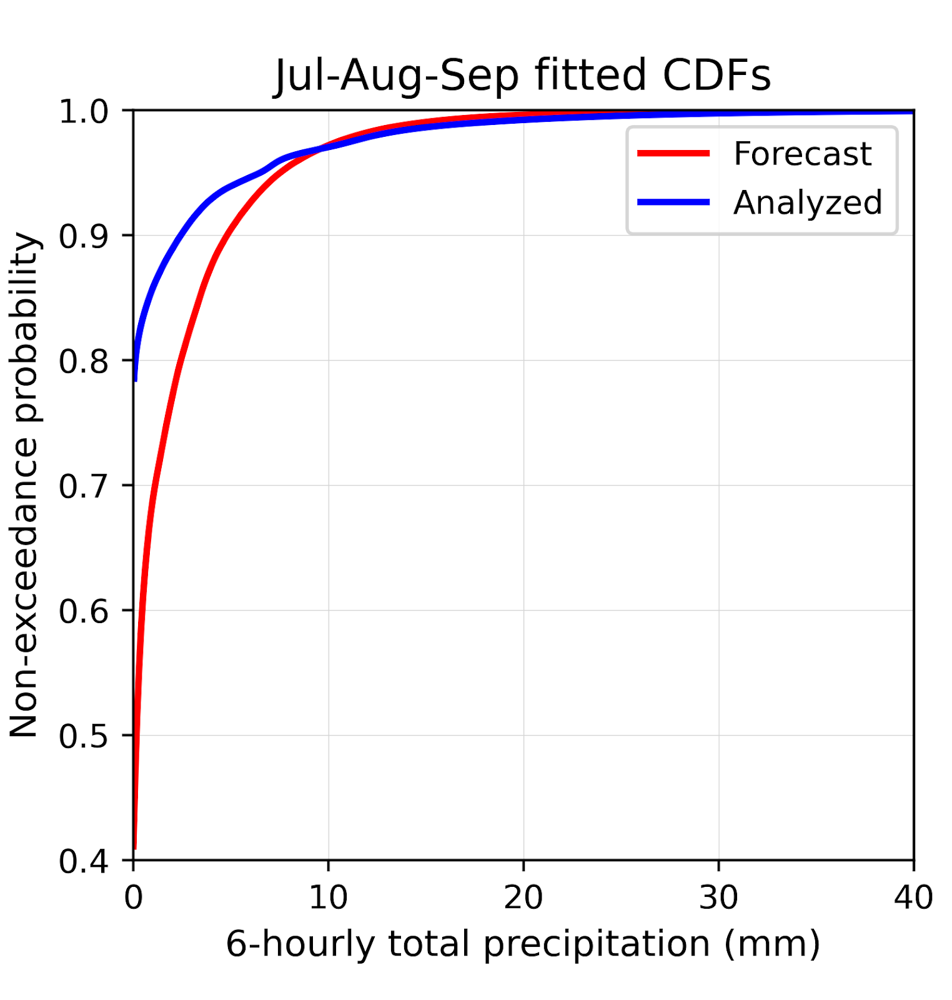 Jul-Aug-Sep fitted CDFs
1.0
0.9
0.8
0.7
0.6
0.5
0.4
Non-exceedance probability
Forecast
Analyzed
0 10 20 30 40
6-hourly total precipitation (mm)